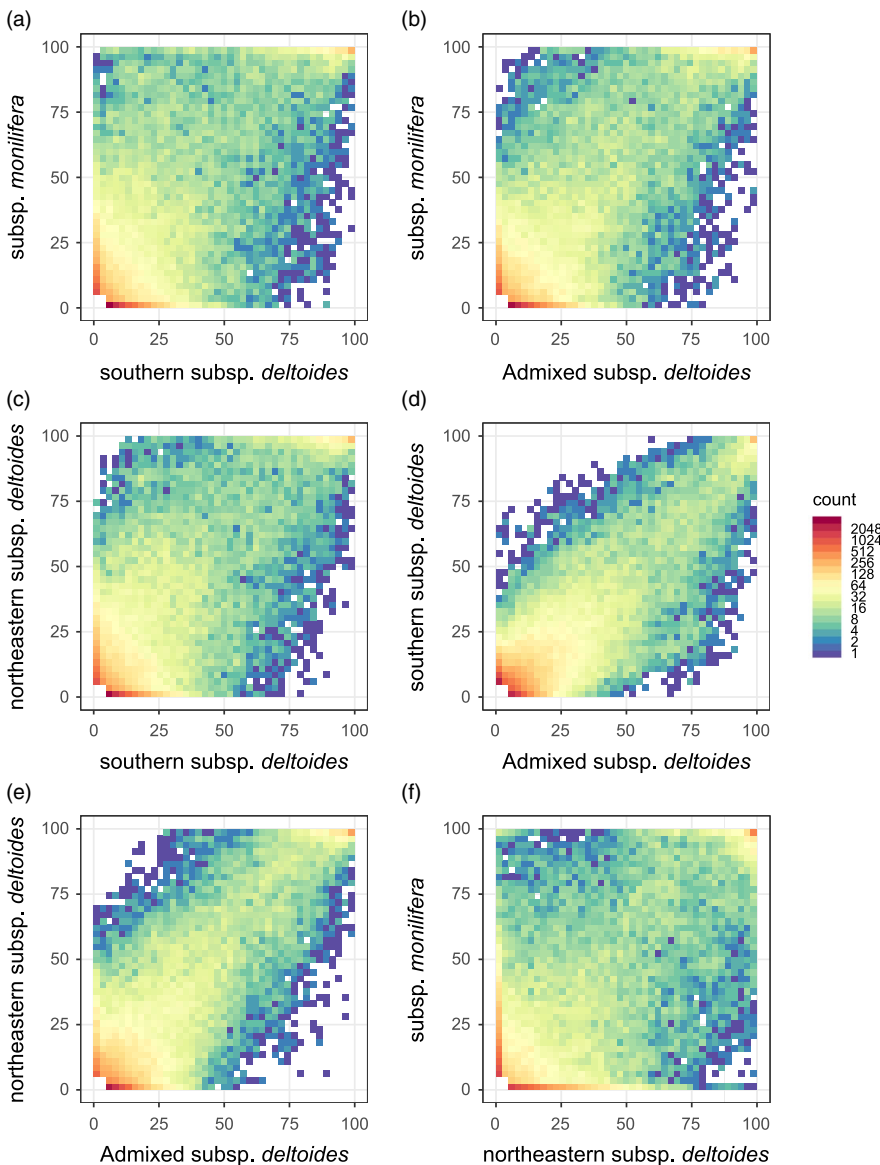 (a)
(b)
100
75
50
25
0
subsp. monilifera
0 25 50 75 100
southern subsp. deltoides
100
75
50
25
0
subsp. monilifera
0 25 50 75 100
Admixed subsp. deltoides
(c)
(d)
100
75
50
25
0
northeastern subsp. deltoides
0 25 50 75 100
southern subsp. deltoides
100
75
50
25
0
southern subsp. deltoides
0 25 50 75 100
Admixed subsp. deltoides
count
2048
1024
512
256
128
64
32
16
8
4
2
1
(e)
(f)
100
75
50
25
0
northeastern subsp. deltoides
0 25 50 75 100
Admixed subsp. deltoides
100
75
50
25
0
subsp. monilifera
0 25 50 75 100
northeastern subsp. deltoides